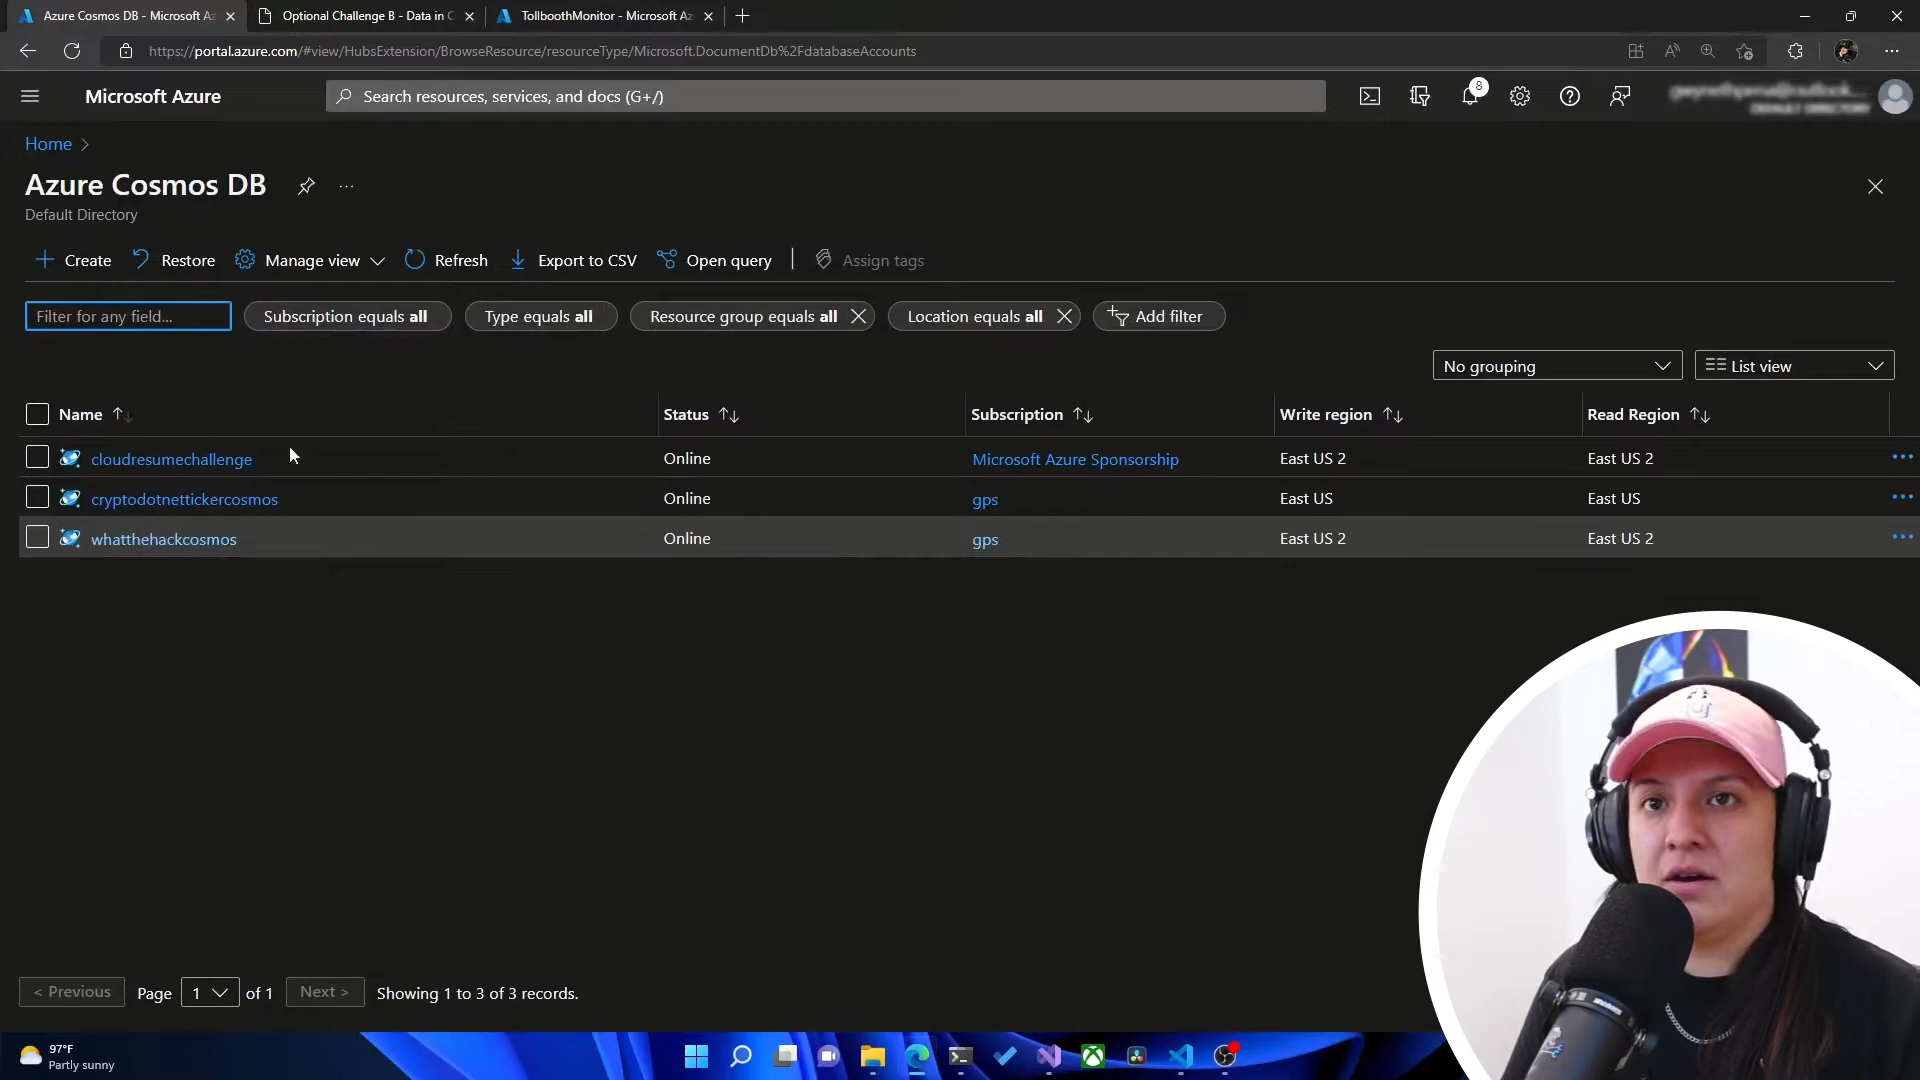 Azure Cosmos DB - Microsoft Az
Optional Challenge B - Data in C
TollboothMonitor - Microsoft Az
https://portal.azure.com/#view/HubsExtension/BrowseResource/resourceType/Microsoft.DocumentDb%2FdatabaseAccounts
Microsoft Azure
Search resources, services, and docs (G+/)
8
Home
Azure Cosmos DB
Default Directory
Create
Restore
Manage view
Refresh
Export to CSV
Open query
Assign tags
Filter for any field...
Subscription equals all
Type equals all
Resource group equals all
Location equals all
Add filter
No grouping
List view
Name
Status
Subscription
Write region
Read Region
cloudresumechallenge
Online
Microsoft Azure Sponsorship
East US 2
East US 2
cryptodotnettickercosmos
Online
gps
East US
East US
whatthehackcosmos
Online
gps
East US 2
East US 2
< Previous
Page
1
of 1
Next >
Showing 1 to 3 of 3 records.
97°F
Partly sunny